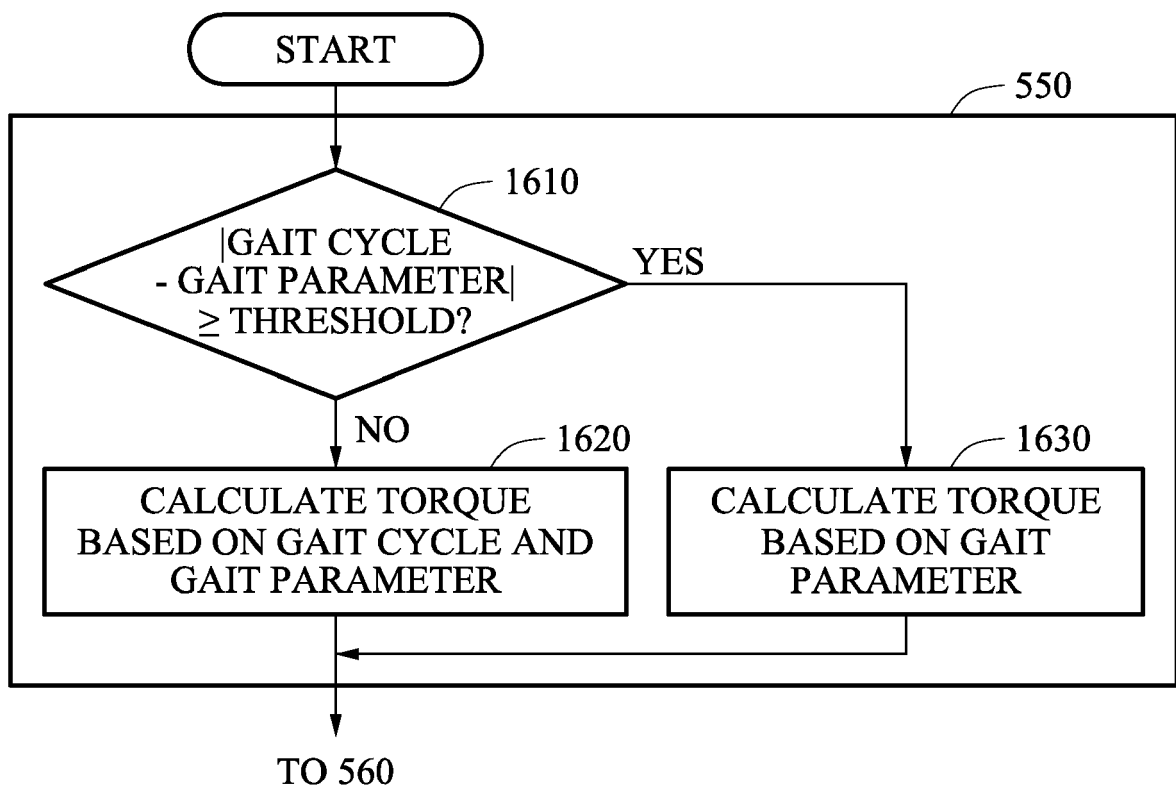 START
550
1610
|GAIT CYCLE
- GAIT PARAMETER|
≥ THRESHOLD?
YES
NO
1620
CALCULATE TORQUE
BASED ON GAIT CYCLE AND
GAIT PARAMETER
1630
CALCULATE TORQUE
BASED ON GAIT
PARAMETER
TO 560